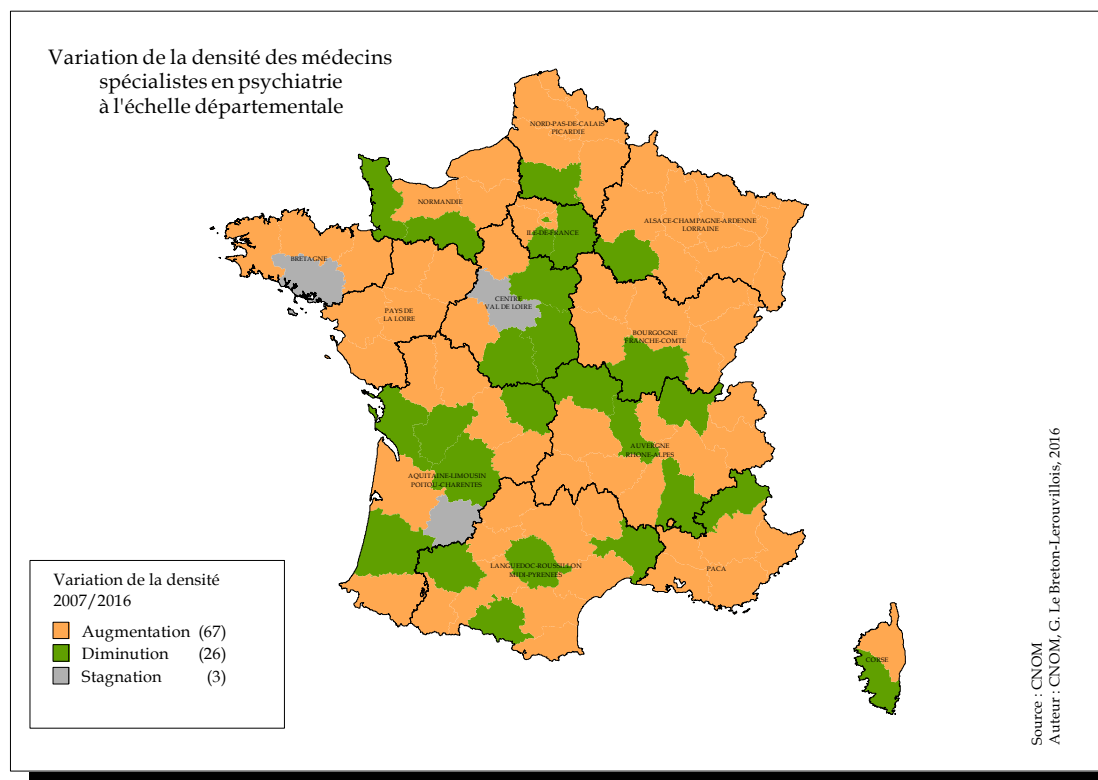 Variation de la densité des médecins
spécialistes en psychiatrie
à l'échelle départementale
NORD-PAS-DE-CALAIS
PICARDIE
NORMANDIE
ILE-DE-FRANCE
ALSACE-CHAMPAGNE-ARDENNE
LORRAINE
BRETAGNE
PAYS DE
LA LOIRE
CENTRE
VAL DE LOIRE
BOURGOGNE
FRANCHE-COMTE
AUVERGNE
RHONE-ALPES
AQUITAINE-LIMOUSIN
POITOU-CHARENTES
LANGUEDOC-ROUSSILLON
MIDI-PYRENEES
PACA
CORSE
Variation de la densité
2007/2016
Augmentation (67)
Diminution (26)
Stagnation (3)
Source : CNOM
Auteur : CNOM, G. Le Breton-Lerouvillois, 2016